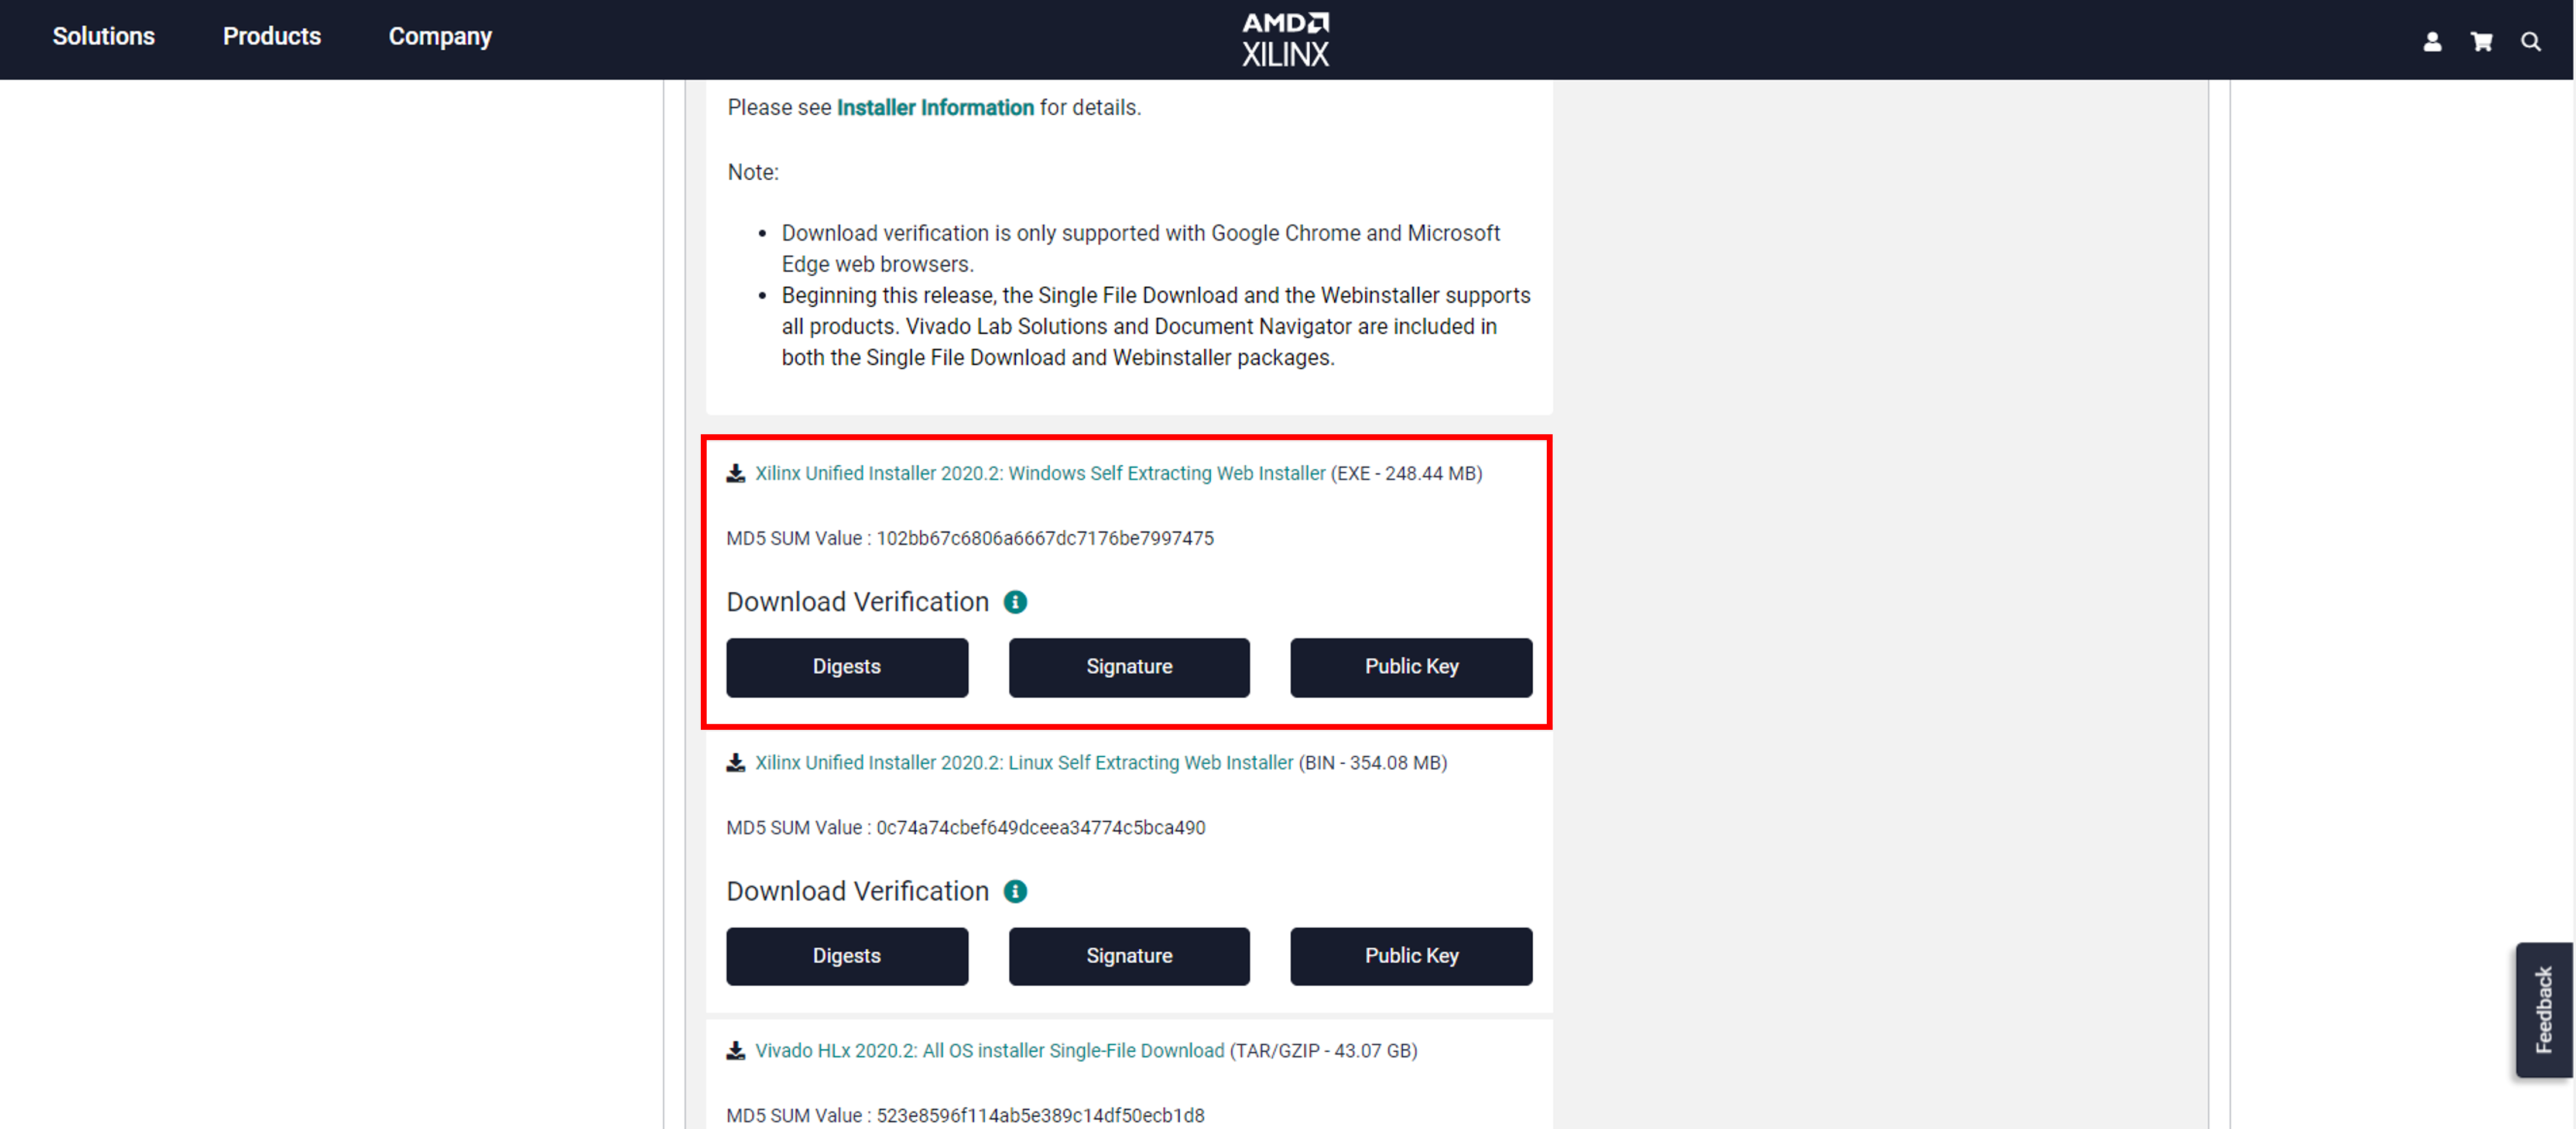 Solutions Products Company
AMD
XILINX
Please see Installer Information for details.
Note:
• Download verification is only supported with Google Chrome and Microsoft
Edge web browsers.
• Beginning this release, the Single File Download and the Webinstaller supports
all products. Vivado Lab Solutions and Document Navigator are included in
both the Single File Download and Webinstaller packages.
Xilinx Unified Installer 2020.2: Windows Self Extracting Web Installer (EXE - 248.44 MB)
MD5 SUM Value : 102bb67c6806a6667dc7176be7997475
Download Verification
Digests Signature Public Key
Xilinx Unified Installer 2020.2: Linux Self Extracting Web Installer (BIN - 354.08 MB)
MD5 SUM Value : 0c74a74cbef649dceea34774c5bca490
Download Verification
Digests Signature Public Key
Vivado HLx 2020.2: All OS installer Single-File Download (TAR/GZIP - 43.07 GB)
MD5 SUM Value : 523e8596f114ab5e389c14df50ecb1d8
Feedback